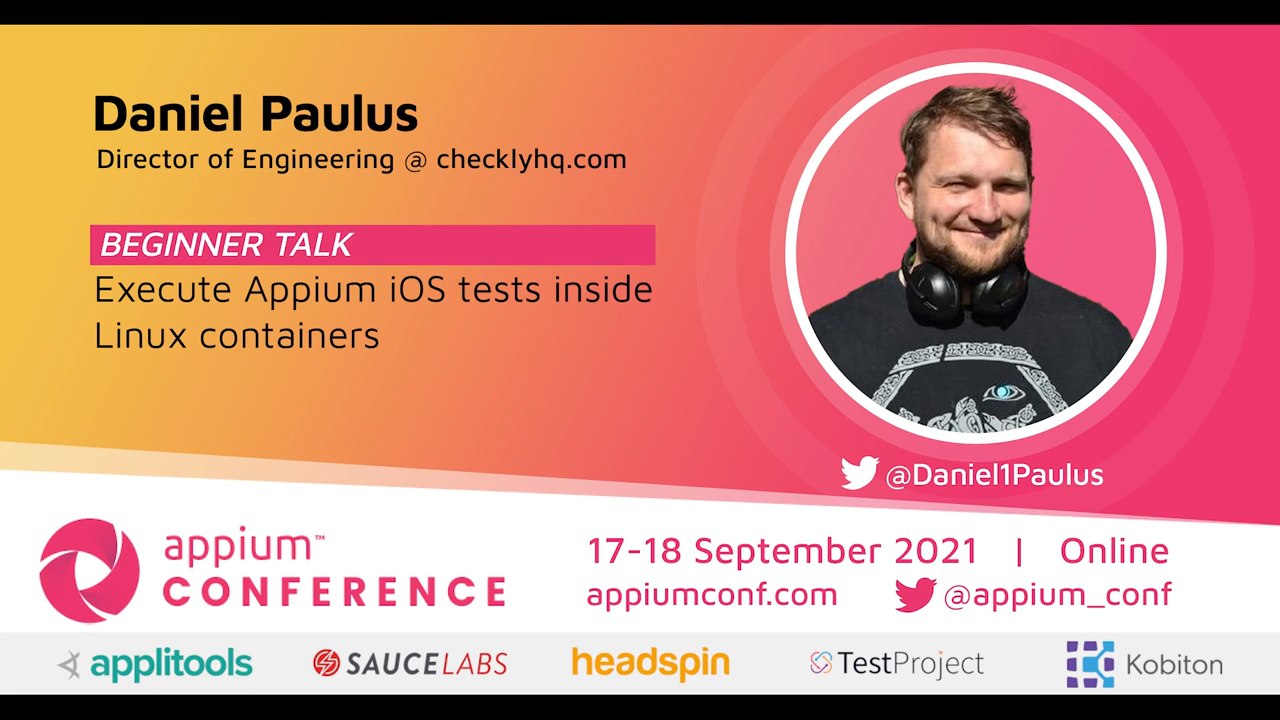 Daniel Paulus
Director of Engineering @ checklyhq.com
BEGINNER TALK
Execute Appium iOS tests inside
Linux containers
@Daniel1Paulus
appium™
CONFERENCE
17-18 September 2021 | Online
appiumconf.com @appium_conf
applitools SAUCELABS headspin TestProject Kobiton